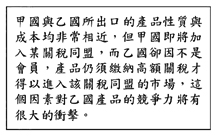 甲國與乙國所出口的產品性質與
成本均非常相近，但甲國即將加
入某關稅同盟，而乙國卻因不是
會員，產品仍須繳納高額關稅才
得以進入該關稅同盟的市場，這
個因素對乙國產品的競爭力將有
很大的衝擊。